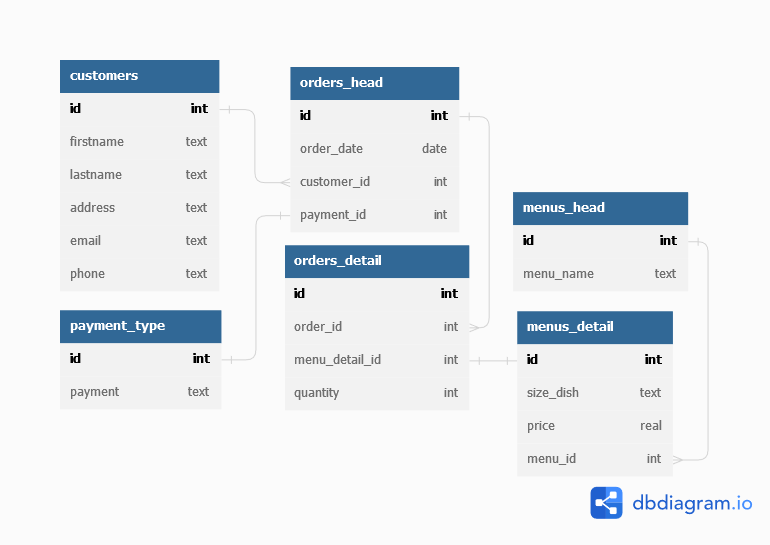 customers
id int
firstname text
lastname text
address text
email text
phone text
payment_type
id int
payment text
orders_head
id int
order_date date
customer_id int
payment_id int
orders_detail
id int
order_id int
menu_detail_id int
quantity int
menus_head
id int
menu_name text
menus_detail
id int
size_dish text
price real
menu_id int
dbdiagram.io